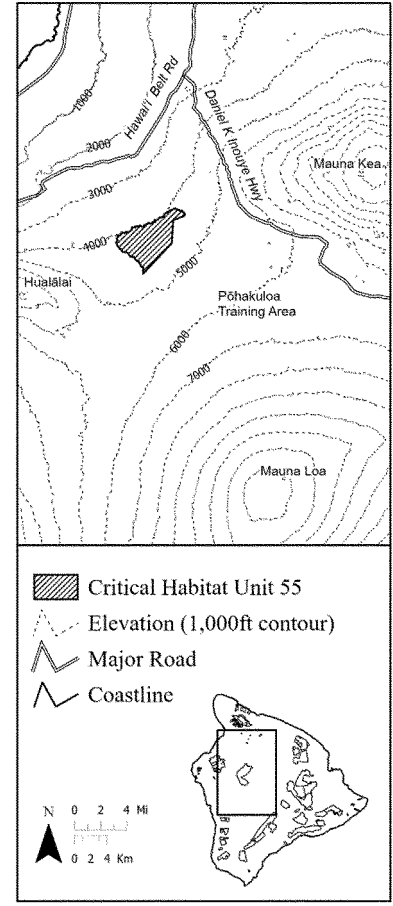 1000
Hawai'i Belt Rd
Daniel K Inouye Hwy
2000
Mauna Kea
3000
4000
5000
Hualālai
Pōhakuloa
Training Area
6000
7000
Mauna Loa
Critical Habitat Unit 55
Elevation (1,000ft contour)
Major Road
Coastline
N
0 2 4 Mi
0 2 4 Km